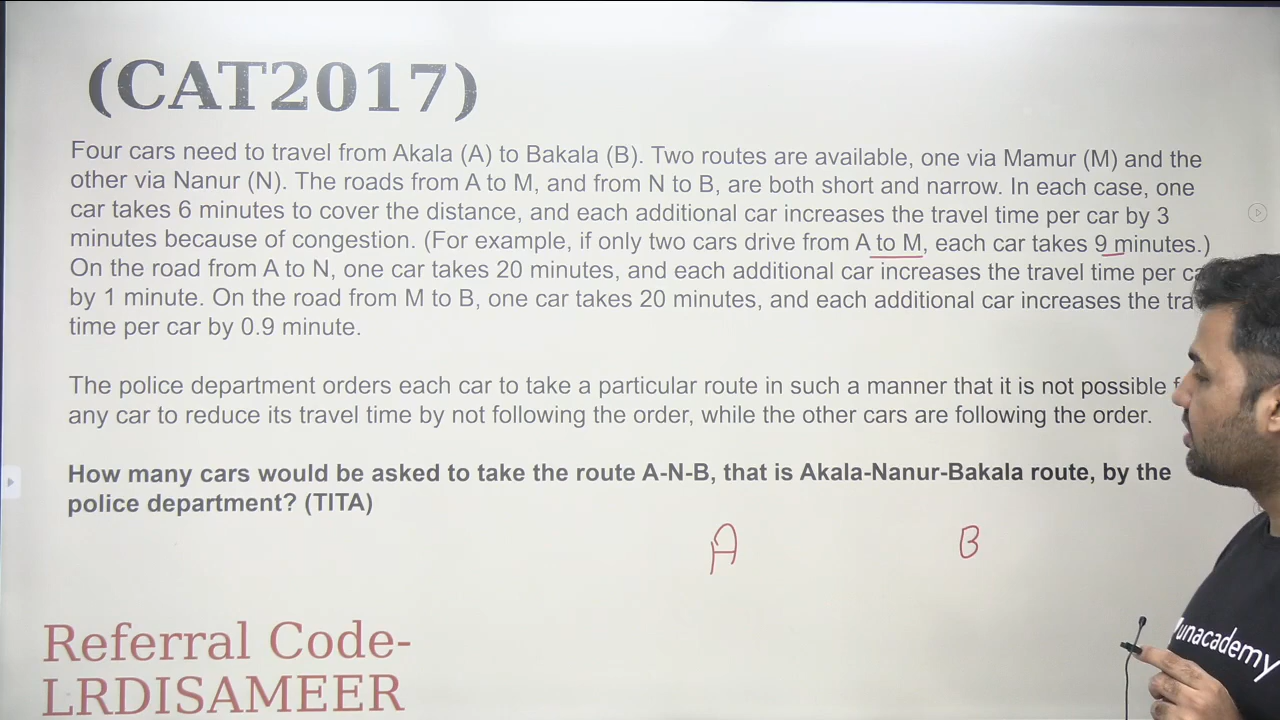 (CAT2017)
Four cars need to travel from Akala (A) to Bakala (B). Two routes are available, one via Mamur (M) and the
other via Nanur (N). The roads from A to M, and from N to B, are both short and narrow. In each case, one
car takes 6 minutes to cover the distance, and each additional car increases the travel time per car by 3
minutes because of congestion. (For example, if only two cars drive from A to M, each car takes 9 minutes.)
On the road from A to N, one car takes 20 minutes, and each additional car increases the travel time per
by 1 minute. On the road from M to B, one car takes 20 minutes, and each additional car increases the
time per car by 0.9 minute.
The police department orders each car to take a particular route in such a manner that it is not possible
any car to reduce its travel time by not following the order, while the other cars are following the order.
How many cars would be asked to take the route A-N-B, that is Akala-Nanur-Bakala route, by the
police department? (TITA)
A B
Referral Code-
LRDISAMEER
unacademy